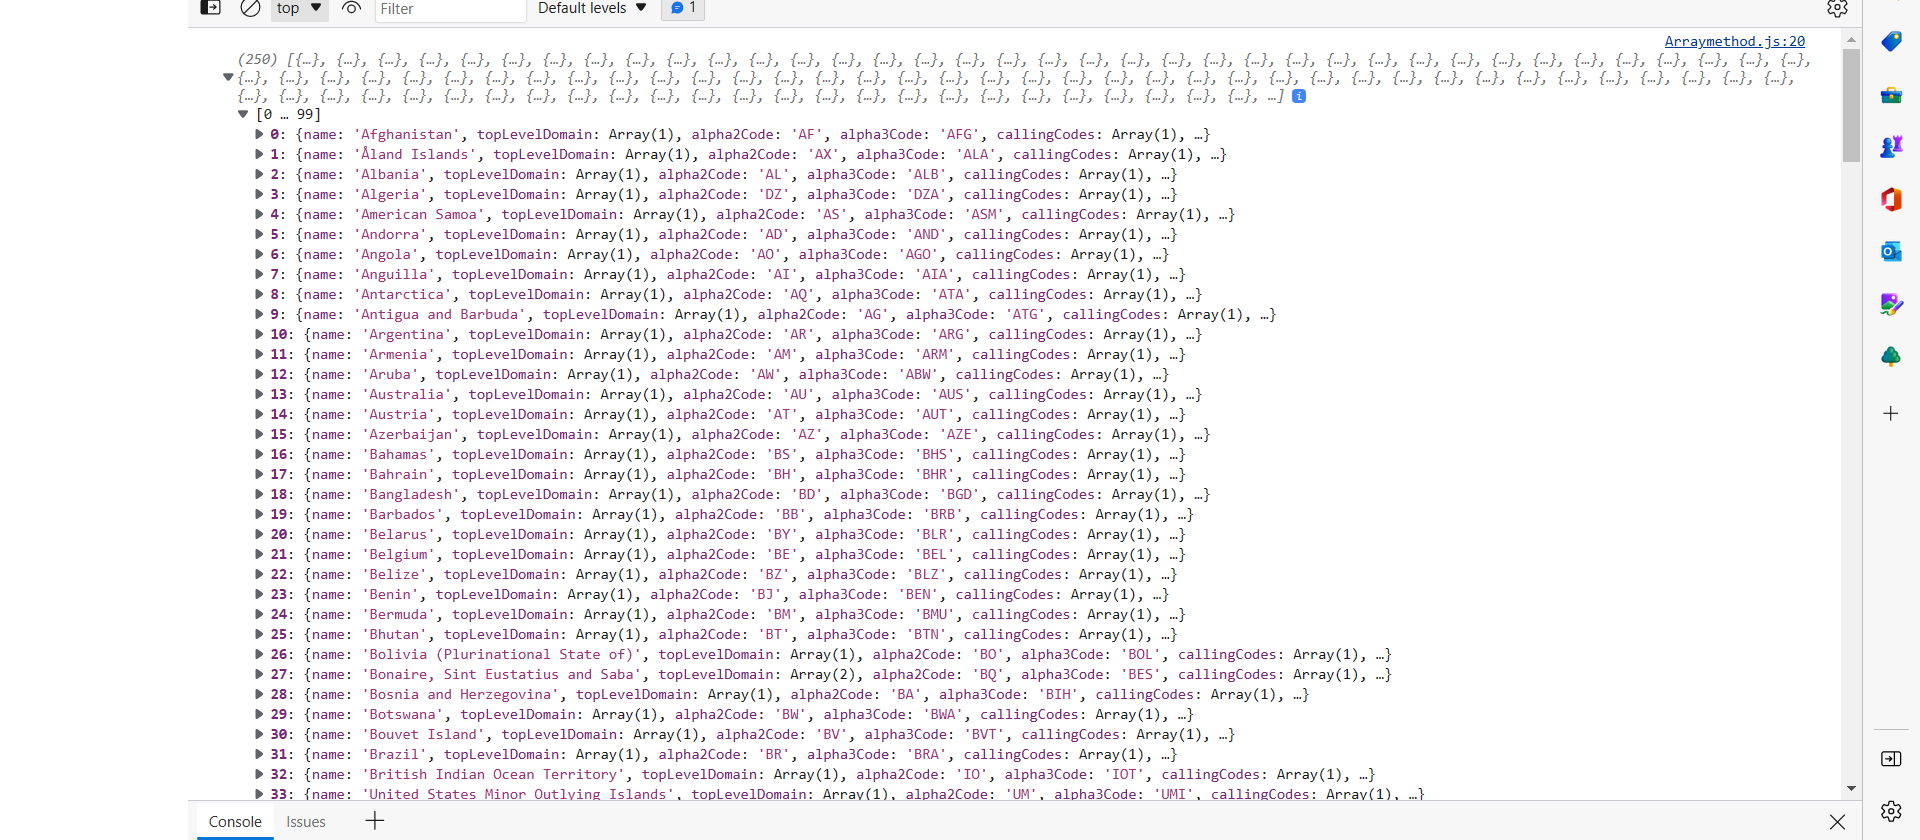 top ▼ Filter Default levels ▼ 1
Arraymethod.js:20
(250) [{…}, {…}, {…}, {…}, {…}, {…}, {…}, {…}, {…}, {…}, {…}, {…}, {…}, {…}, {…}, {…}, {…}, {…}, {…}, {…}, {…}, {…}, {…}, {…}, {…}, {…}, {…}, {…}, {…}, {…}, {…}, {…}, {…}, {…}, {…}, {…}, {…},
{…}, {…}, {…}, {…}, {…}, {…}, {…}, {…}, {…}, {…}, {…}, {…}, {…}, {…}, {…}, {…}, {…}, {…}, {…}, {…}, {…}, {…}, {…}, {…}, {…}, {…}, {…}, {…}, {…}, {…}, {…}, {…}, {…}, {…}, {…}, {…}, {…}, {…},
{…}, {…}, {…}, {…}, {…}, {…}, {…}, {…}, {…}, {…}, {…}, {…}, {…}, {…}, {…}, {…}, {…}, {…}, {…}, {…}, {…}, {…}, {…}, {…}, {…}, …] i
▼ [0 … 99]
▶ 0: {name: 'Afghanistan', topLevelDomain: Array(1), alpha2Code: 'AF', alpha3Code: 'AFG', callingCodes: Array(1), …}
▶ 1: {name: 'Åland Islands', topLevelDomain: Array(1), alpha2Code: 'AX', alpha3Code: 'ALA', callingCodes: Array(1), …}
▶ 2: {name: 'Albania', topLevelDomain: Array(1), alpha2Code: 'AL', alpha3Code: 'ALB', callingCodes: Array(1), …}
▶ 3: {name: 'Algeria', topLevelDomain: Array(1), alpha2Code: 'DZ', alpha3Code: 'DZA', callingCodes: Array(1), …}
▶ 4: {name: 'American Samoa', topLevelDomain: Array(1), alpha2Code: 'AS', alpha3Code: 'ASM', callingCodes: Array(1), …}
▶ 5: {name: 'Andorra', topLevelDomain: Array(1), alpha2Code: 'AD', alpha3Code: 'AND', callingCodes: Array(1), …}
▶ 6: {name: 'Angola', topLevelDomain: Array(1), alpha2Code: 'AO', alpha3Code: 'AGO', callingCodes: Array(1), …}
▶ 7: {name: 'Anguilla', topLevelDomain: Array(1), alpha2Code: 'AI', alpha3Code: 'AIA', callingCodes: Array(1), …}
▶ 8: {name: 'Antarctica', topLevelDomain: Array(1), alpha2Code: 'AQ', alpha3Code: 'ATA', callingCodes: Array(1), …}
▶ 9: {name: 'Antigua and Barbuda', topLevelDomain: Array(1), alpha2Code: 'AG', alpha3Code: 'ATG', callingCodes: Array(1), …}
▶ 10: {name: 'Argentina', topLevelDomain: Array(1), alpha2Code: 'AR', alpha3Code: 'ARG', callingCodes: Array(1), …}
▶ 11: {name: 'Armenia', topLevelDomain: Array(1), alpha2Code: 'AM', alpha3Code: 'ARM', callingCodes: Array(1), …}
▶ 12: {name: 'Aruba', topLevelDomain: Array(1), alpha2Code: 'AW', alpha3Code: 'ABW', callingCodes: Array(1), …}
▶ 13: {name: 'Australia', topLevelDomain: Array(1), alpha2Code: 'AU', alpha3Code: 'AUS', callingCodes: Array(1), …}
▶ 14: {name: 'Austria', topLevelDomain: Array(1), alpha2Code: 'AT', alpha3Code: 'AUT', callingCodes: Array(1), …}
▶ 15: {name: 'Azerbaijan', topLevelDomain: Array(1), alpha2Code: 'AZ', alpha3Code: 'AZE', callingCodes: Array(1), …}
▶ 16: {name: 'Bahamas', topLevelDomain: Array(1), alpha2Code: 'BS', alpha3Code: 'BHS', callingCodes: Array(1), …}
▶ 17: {name: 'Bahrain', topLevelDomain: Array(1), alpha2Code: 'BH', alpha3Code: 'BHR', callingCodes: Array(1), …}
▶ 18: {name: 'Bangladesh', topLevelDomain: Array(1), alpha2Code: 'BD', alpha3Code: 'BGD', callingCodes: Array(1), …}
▶ 19: {name: 'Barbados', topLevelDomain: Array(1), alpha2Code: 'BB', alpha3Code: 'BRB', callingCodes: Array(1), …}
▶ 20: {name: 'Belarus', topLevelDomain: Array(1), alpha2Code: 'BY', alpha3Code: 'BLR', callingCodes: Array(1), …}
▶ 21: {name: 'Belgium', topLevelDomain: Array(1), alpha2Code: 'BE', alpha3Code: 'BEL', callingCodes: Array(1), …}
▶ 22: {name: 'Belize', topLevelDomain: Array(1), alpha2Code: 'BZ', alpha3Code: 'BLZ', callingCodes: Array(1), …}
▶ 23: {name: 'Benin', topLevelDomain: Array(1), alpha2Code: 'BJ', alpha3Code: 'BEN', callingCodes: Array(1), …}
▶ 24: {name: 'Bermuda', topLevelDomain: Array(1), alpha2Code: 'BM', alpha3Code: 'BMU', callingCodes: Array(1), …}
▶ 25: {name: 'Bhutan', topLevelDomain: Array(1), alpha2Code: 'BT', alpha3Code: 'BTN', callingCodes: Array(1), …}
▶ 26: {name: 'Bolivia (Plurinational State of)', topLevelDomain: Array(1), alpha2Code: 'BO', alpha3Code: 'BOL', callingCodes: Array(1), …}
▶ 27: {name: 'Bonaire, Sint Eustatius and Saba', topLevelDomain: Array(2), alpha2Code: 'BQ', alpha3Code: 'BES', callingCodes: Array(1), …}
▶ 28: {name: 'Bosnia and Herzegovina', topLevelDomain: Array(1), alpha2Code: 'BA', alpha3Code: 'BIH', callingCodes: Array(1), …}
▶ 29: {name: 'Botswana', topLevelDomain: Array(1), alpha2Code: 'BW', alpha3Code: 'BWA', callingCodes: Array(1), …}
▶ 30: {name: 'Bouvet Island', topLevelDomain: Array(1), alpha2Code: 'BV', alpha3Code: 'BVT', callingCodes: Array(1), …}
▶ 31: {name: 'Brazil', topLevelDomain: Array(1), alpha2Code: 'BR', alpha3Code: 'BRA', callingCodes: Array(1), …}
▶ 32: {name: 'British Indian Ocean Territory', topLevelDomain: Array(1), alpha2Code: 'IO', alpha3Code: 'IOT', callingCodes: Array(1), …}
▶ 33: {name: 'United States Minor Outlying Islands', topLevelDomain: Array(1), alpha2Code: 'UM', alpha3Code: 'UMI', callingCodes: Array(1), …}
Console Issues